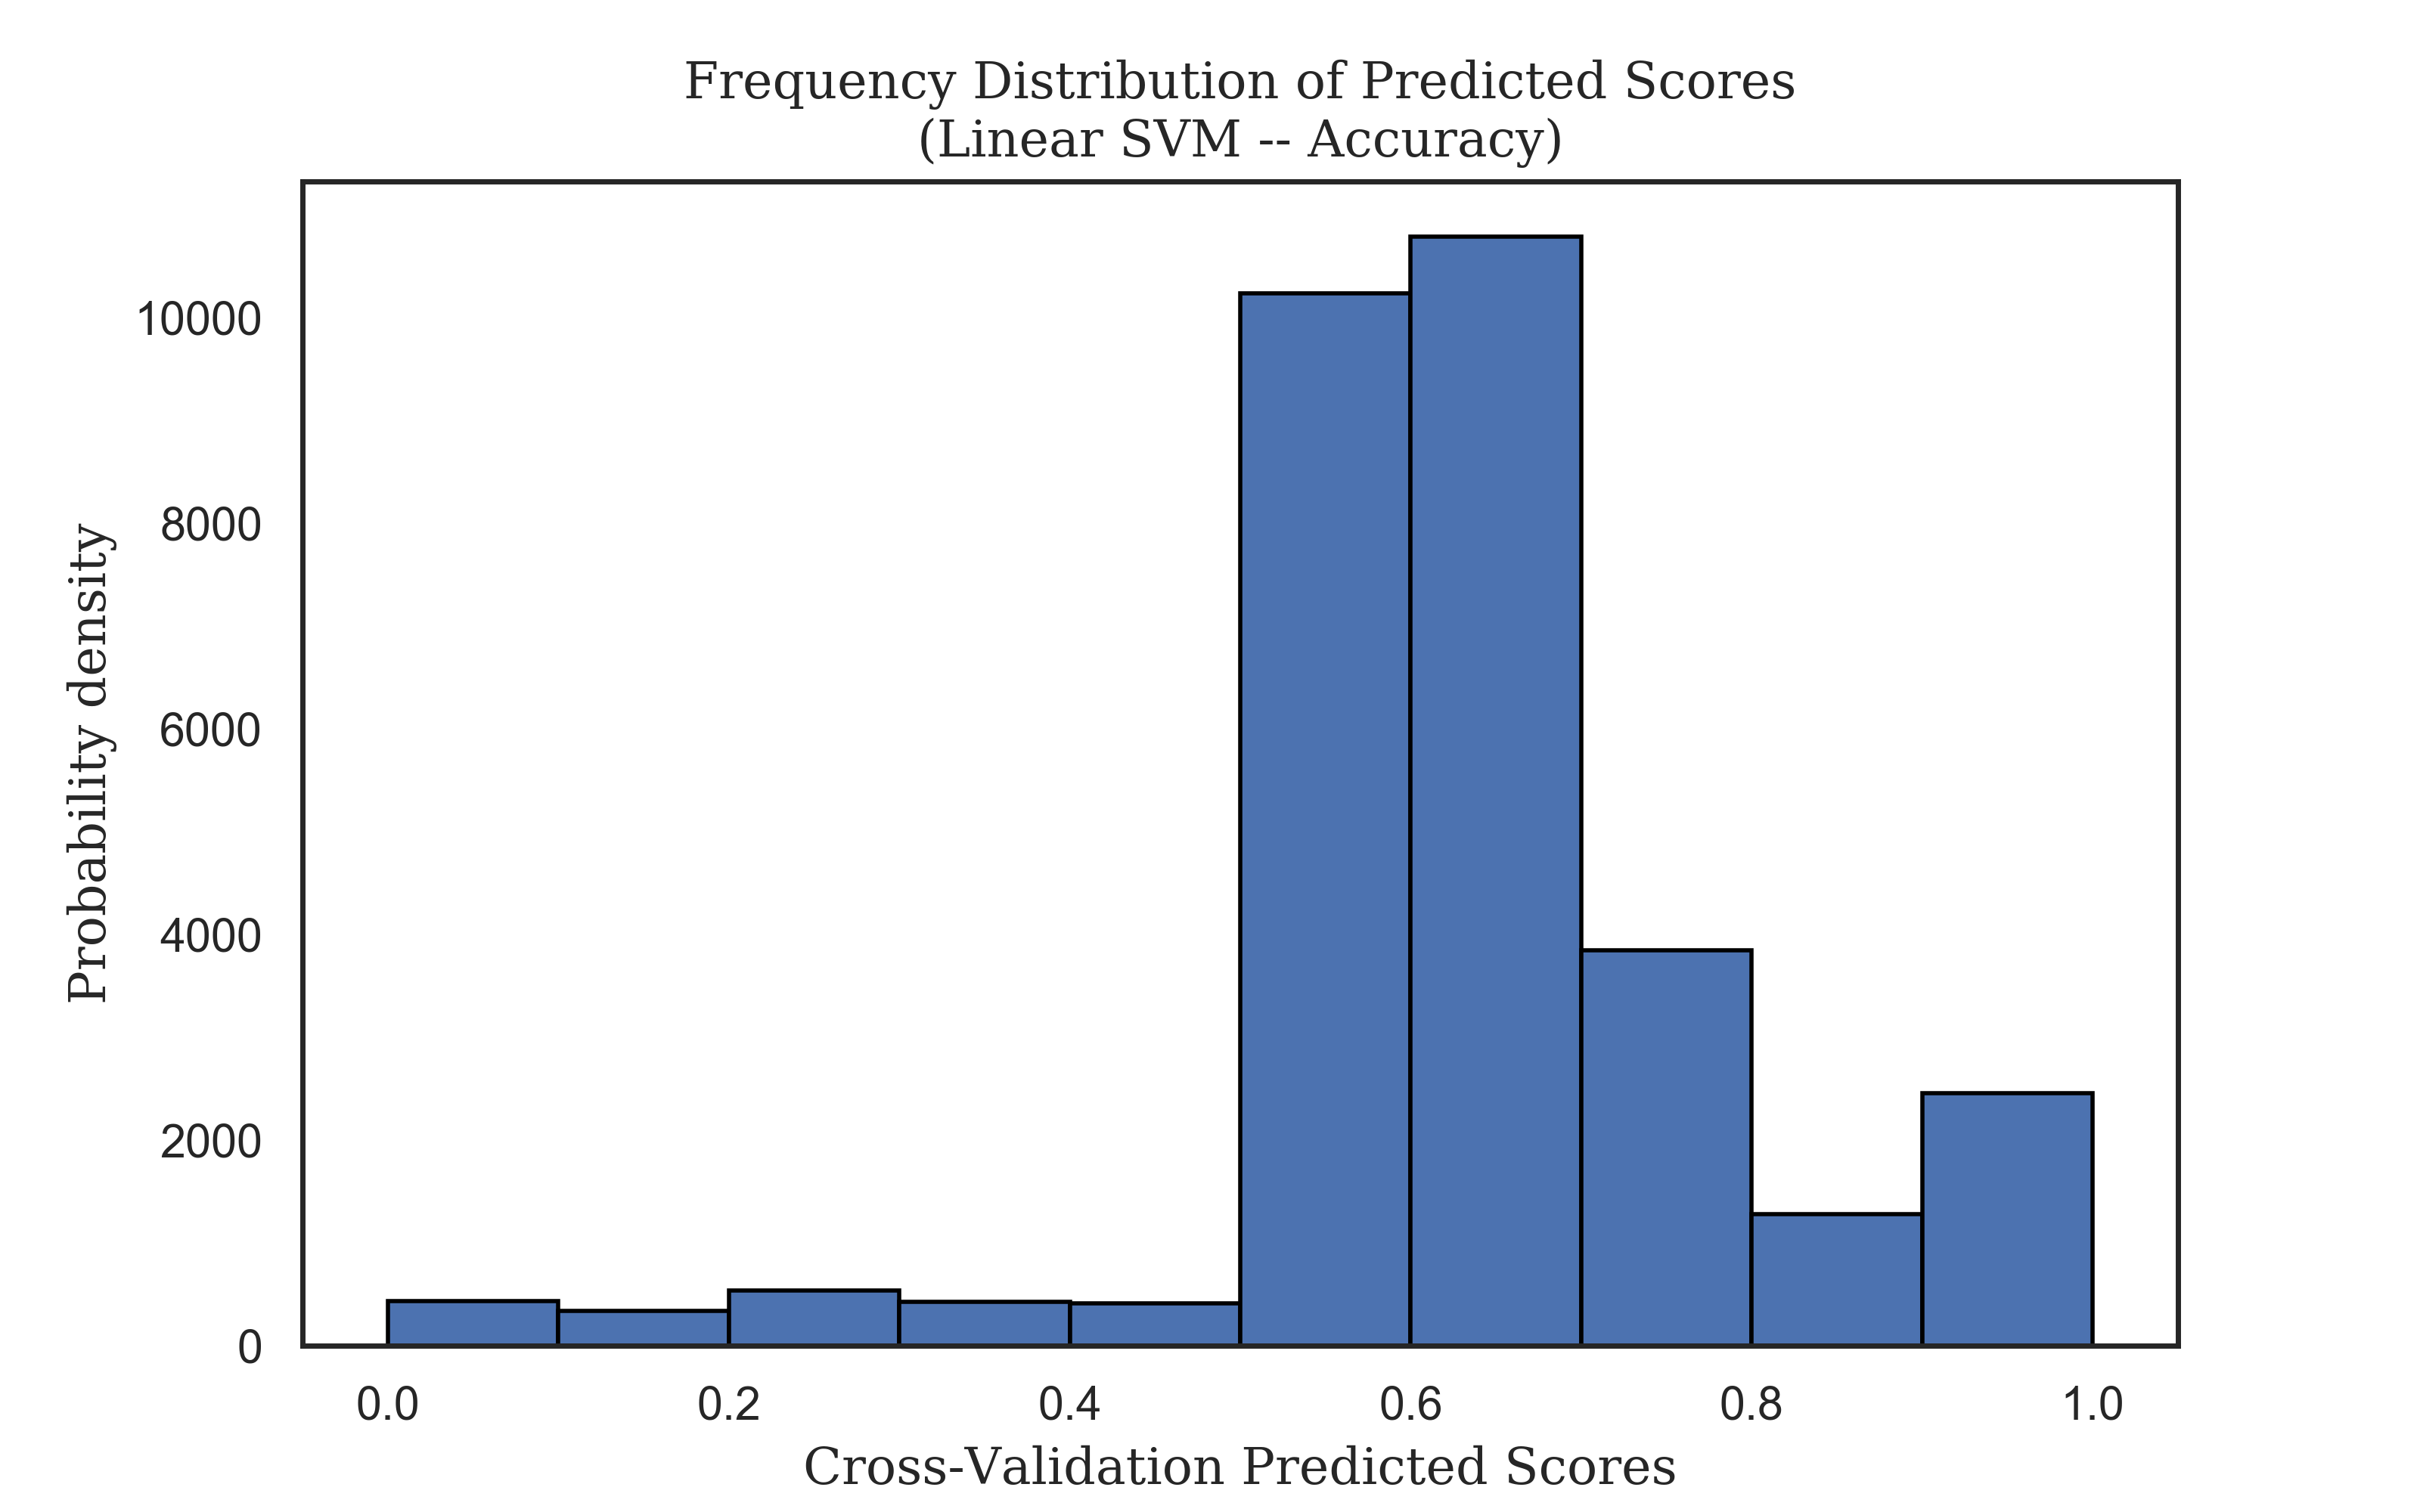 Frequency Distribution of Predicted Scores
(Linear SVM -- Accuracy)
Probability density
10000
8000
6000
4000
2000
0
0.0 0.2 0.4 0.6 0.8 1.0
Cross-Validation Predicted Scores